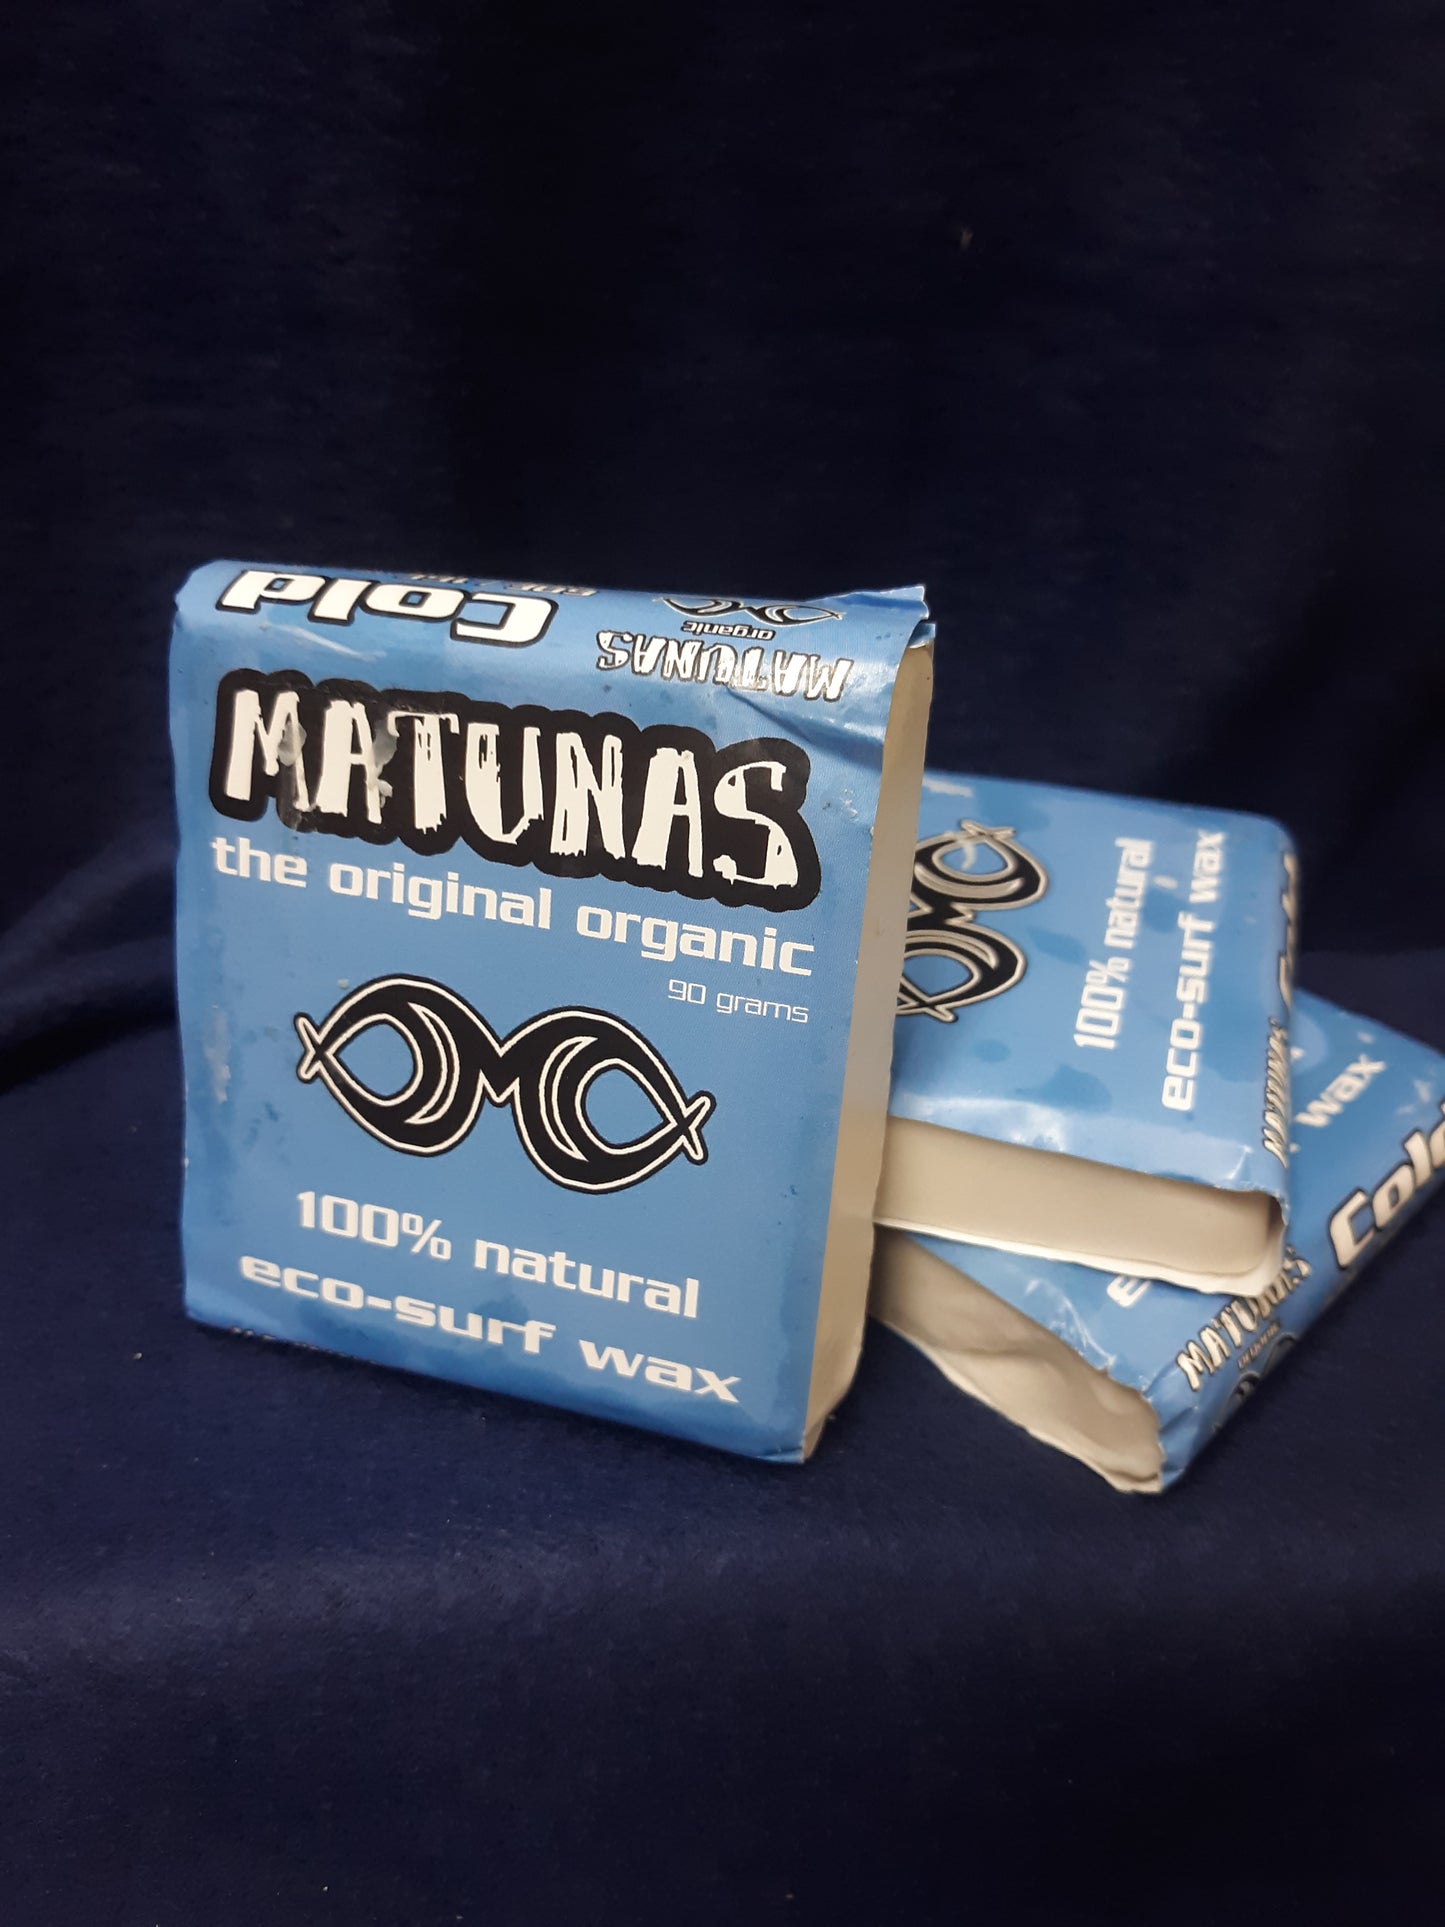 Cold
organic
MATUNAS
MATUNAS
the original organic
90 grams
100% natural
eco-surf wax
100% natural
eco-surf wax
MATUNAS
wax
Cold
MATUNAS